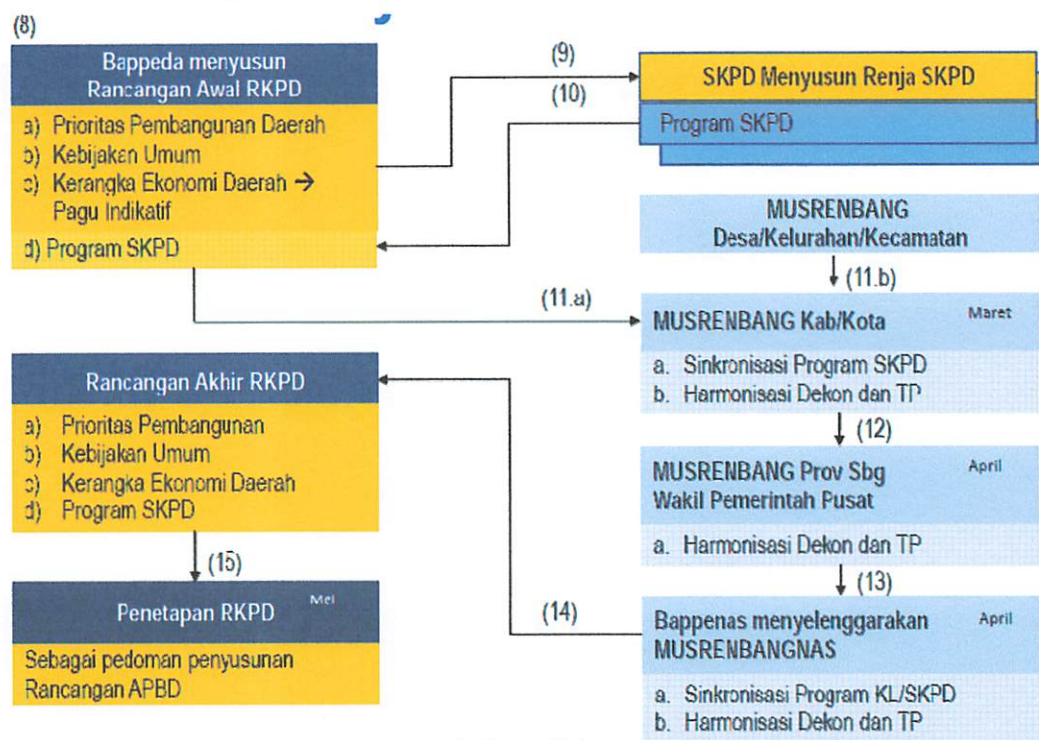 (8)
Bappeda menyusun
Rancangan Awal RKPD
a) Prioritas Pembangunan Daerah
b) Kebijakan Umum
c) Kerangka Ekonomi Daerah →
Pagu Indikatif
d) Program SKPD
(9)
(10)
SKPD Menyusun Renja SKPD
Program SKPD
MUSRENBANG
Desa/Kelurahan/Kecamatan
(11.b)
(11.a)
MUSRENBANG Kab/Kota
Maret
a. Sinkronisasi Program SKPD
b. Harmonisasi Dekon dan TP
(12)
MUSRENBANG Prov Sbg
Wakil Pemerintah Pusat
April
a. Harmonisasi Dekon dan TP
(13)
Bappenas menyelenggarakan
MUSRENBANGNAS
April
a. Sinkronisasi Program KL/SKPD
b. Harmonisasi Dekon dan TP
(14)
Rancangan Akhir RKPD
a) Prioritas Pembangunan
b) Kebijakan Umum
c) Kerangka Ekonomi Daerah
d) Program SKPD
(15)
Penetapan RKPD
Mei
Sebagai pedoman penyusunan
Rancangan APBD